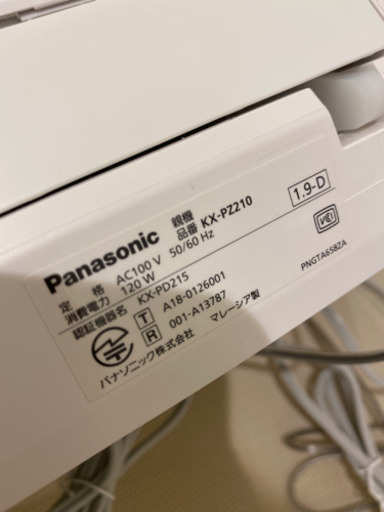 Panasonic 親機 品番 KX-PZ210 1.9-D
定 格 AC100 V 50/60 Hz
消費電力 120 W
認証機器名 KX-PD215
T A18-0126001
R 001-A13787
パナソニック株式会社 マレーシア製
VCCI
PNGTA658ZA